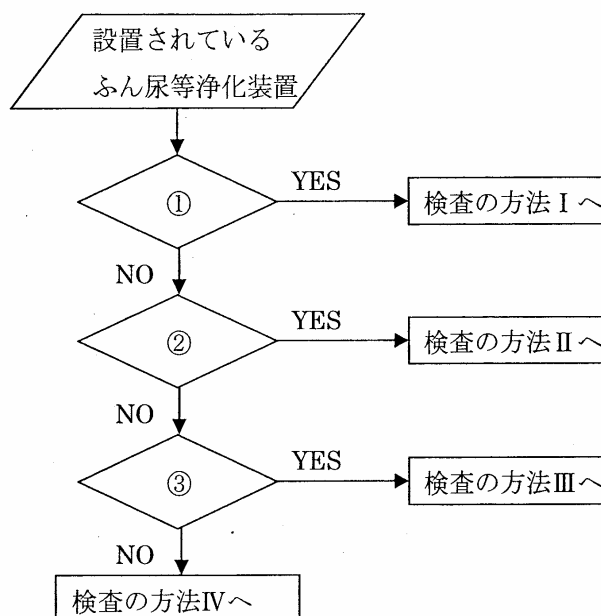 設置されている
ふん尿等浄化装置
①
YES
検査の方法Ⅰへ
NO
②
YES
検査の方法Ⅱへ
NO
③
YES
検査の方法Ⅲへ
NO
検査の方法Ⅳへ